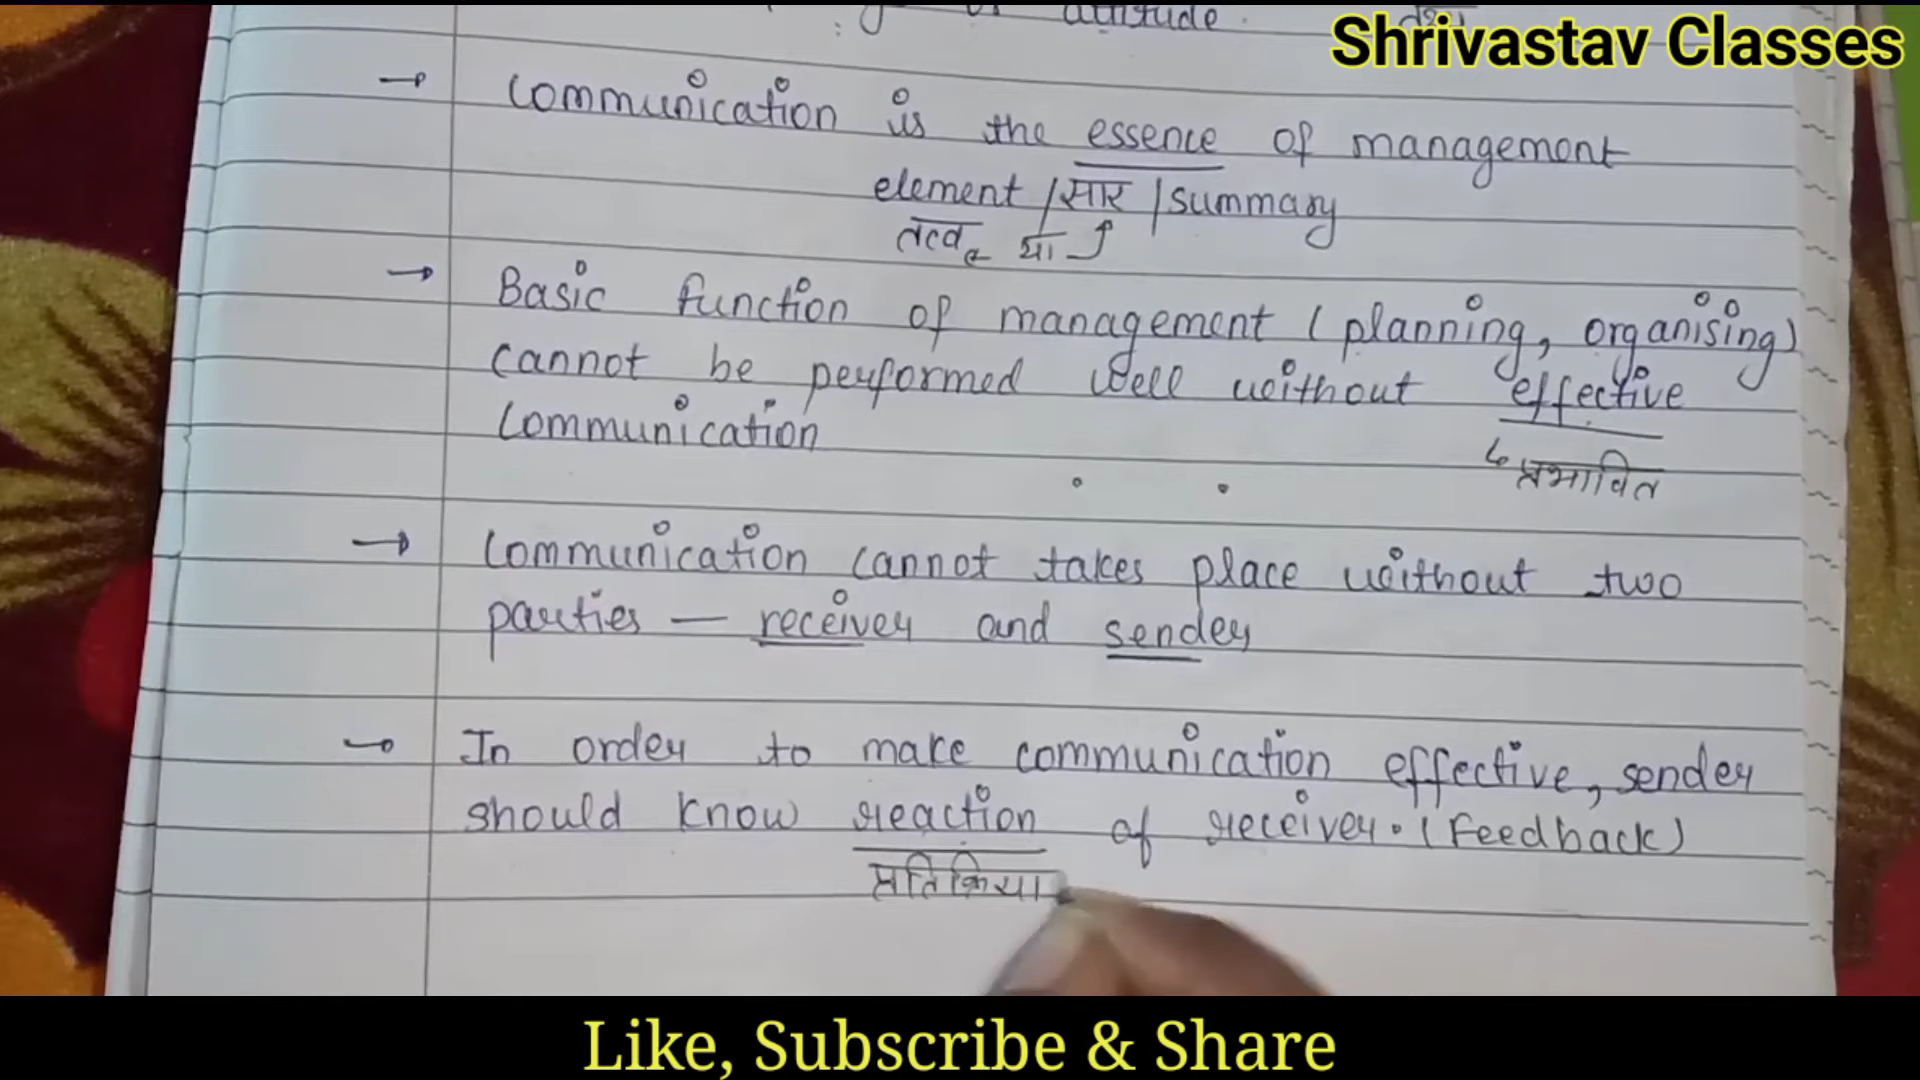 attitude.
Shrivastav Classes
→ Communication is the essence of management
element / सार / summary
तत्व या
→ Basic function of management (planning, organising)
cannot be performed well without effective
communication
प्रभावित
→ Communication cannot takes place without two
parties — receiver and sender
→ In order to make communication effective, sender
should know reaction of receiver. (Feedback)
प्रतिक्रिया
Like, Subscribe & Share